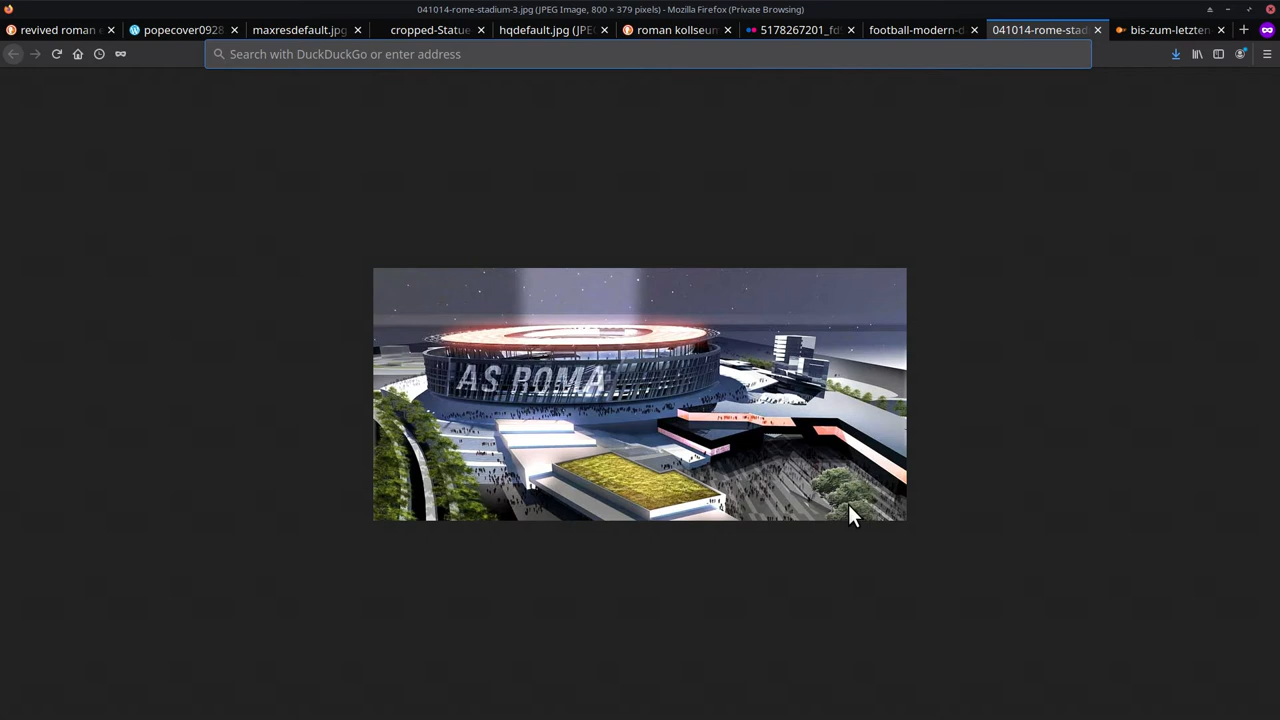 041014-rome-stadium-3.jpg (JPEG Image, 800 × 379 pixels) - Mozilla Firefox (Private Browsing)
revived roman
popecover0928
maxresdefault.jpg
cropped-Statue
hqdefault.jpg (JPE
roman kollseun
5178267201_fd
football-modern-d
041014-rome-stad
bis-zum-letzten
Search with DuckDuckGo or enter address
AS ROMA